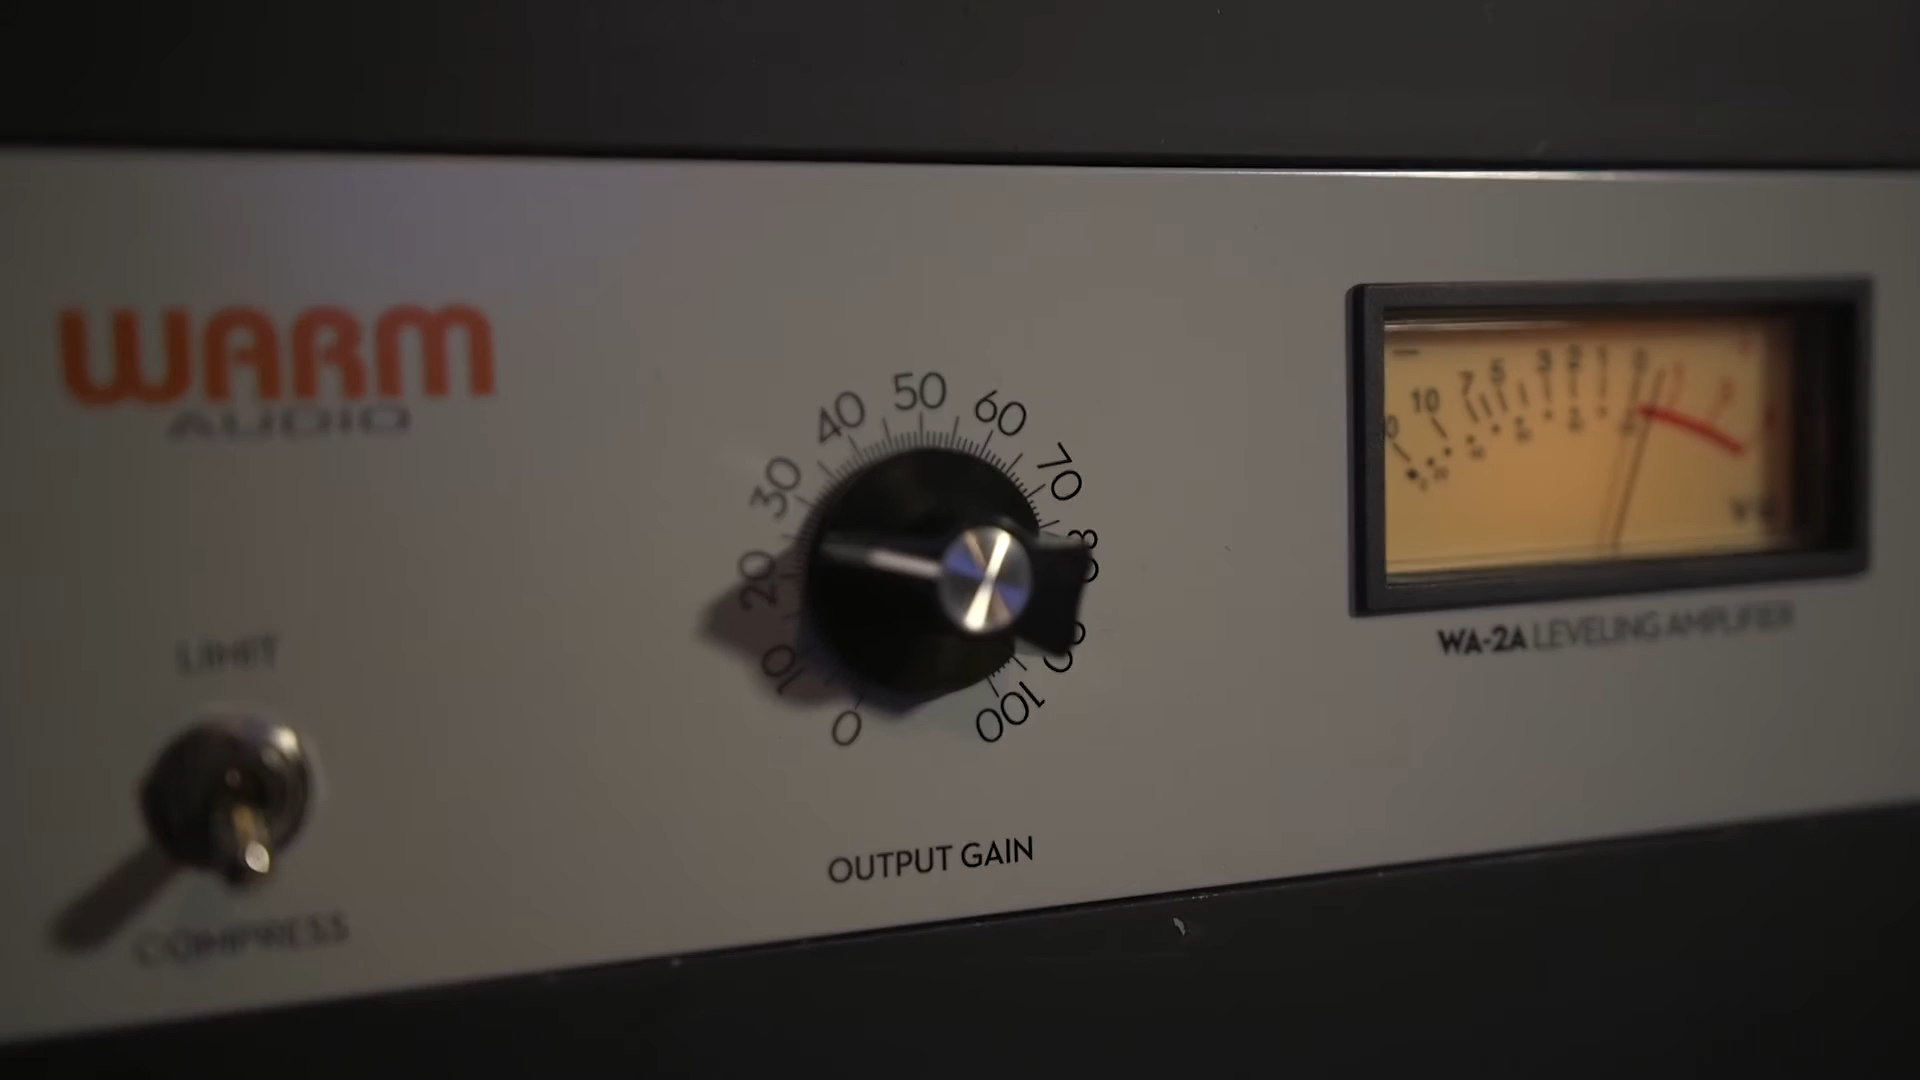 WARM
AUDIO
LIMIT
COMPRESS
0
10
20
30
40
50
60
70
100
OUTPUT GAIN
10 7 5 3 2 1 0
WA-2A LEVELING AMPLIFIER